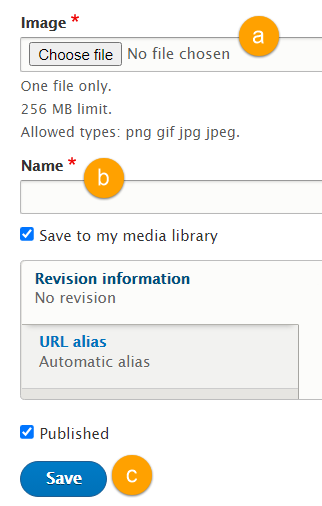 Image *
a
Choose file No file chosen
One file only.
256 MB limit.
Allowed types: png gif jpg jpeg.
Name *
b
Save to my media library
Revision information
No revision
URL alias
Automatic alias
Published
Save
c